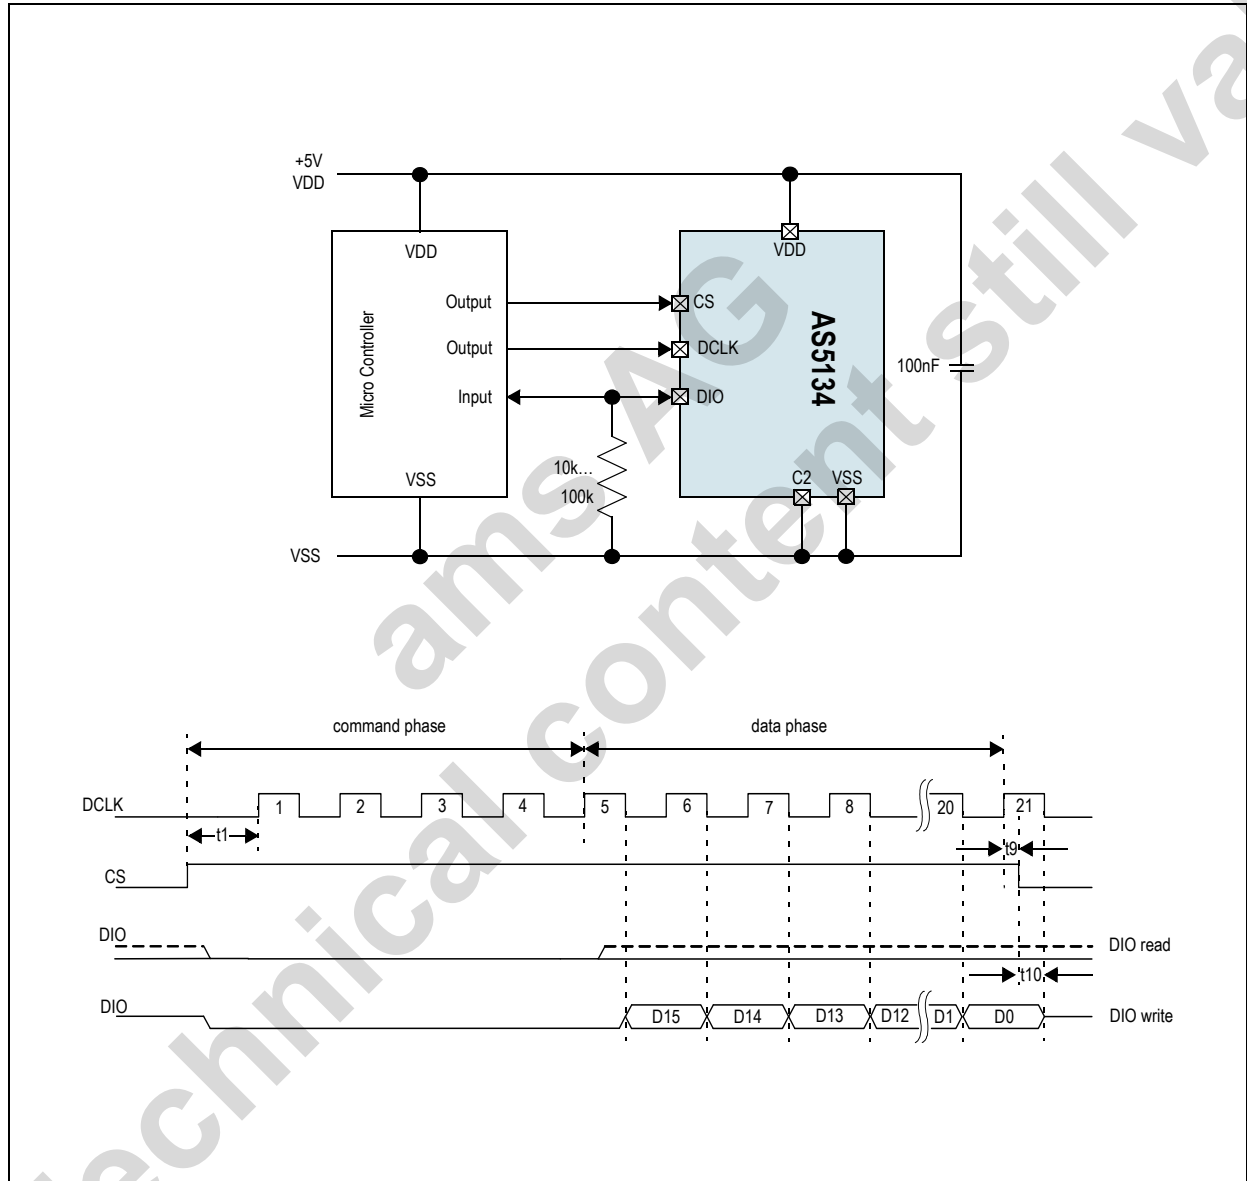 +5V
VDD
VDD
VDD
Output
CS
Output
DCLK
Input
DIO
Micro Controller
AS5134
100nF
10k...
100k
VSS
C2 VSS
VSS
command phase
data phase
DCLK
1 2 3 4 5 6 7 8 20 21
t1
t9
CS
DIO
DIO read
t10
DIO
D15 D14 D13 D12 D1 D0
DIO write
ams AG
technical content still va